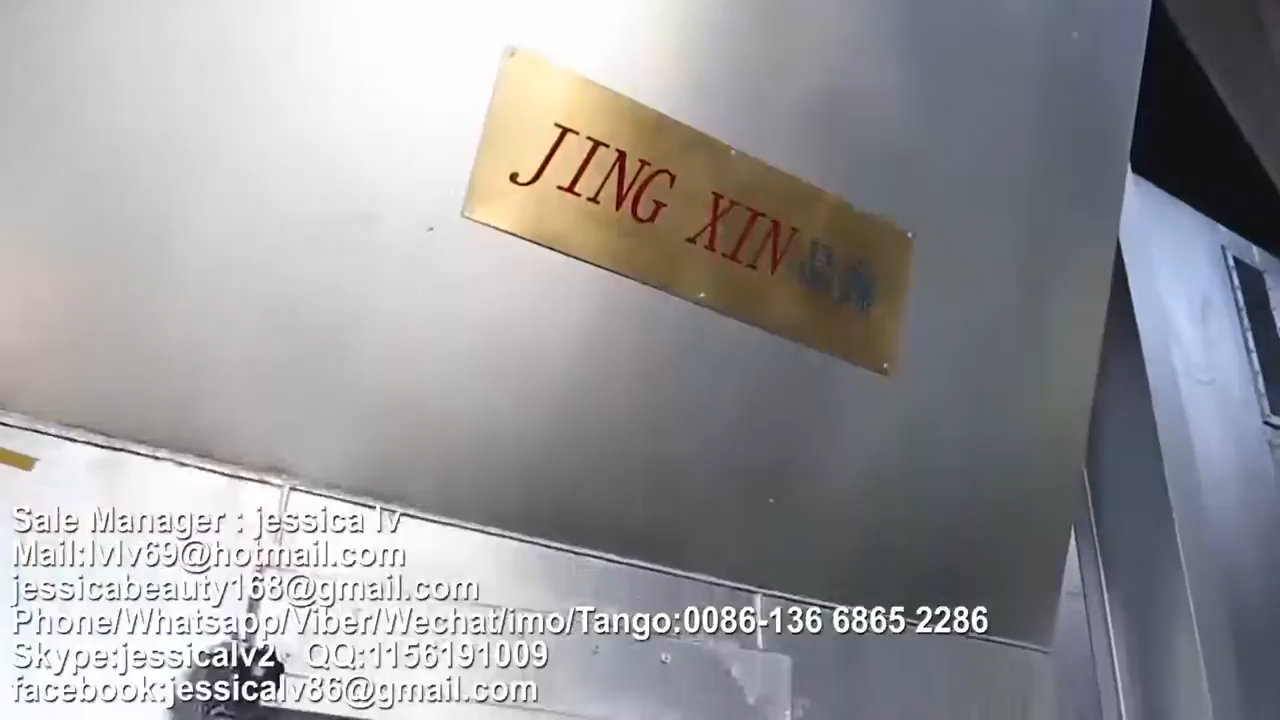 JING XIN
Sale Manager : jessica lv
Mail:lvlv69@hotmail.com
jessicabeauty168@gmail.com
Phone/Whatsapp/Viber/Wechat/imo/Tango:0086-136 6865 2286
Skype:jessicalv2 QQ:1156191009
facebook:jessicalv86@gmail.com